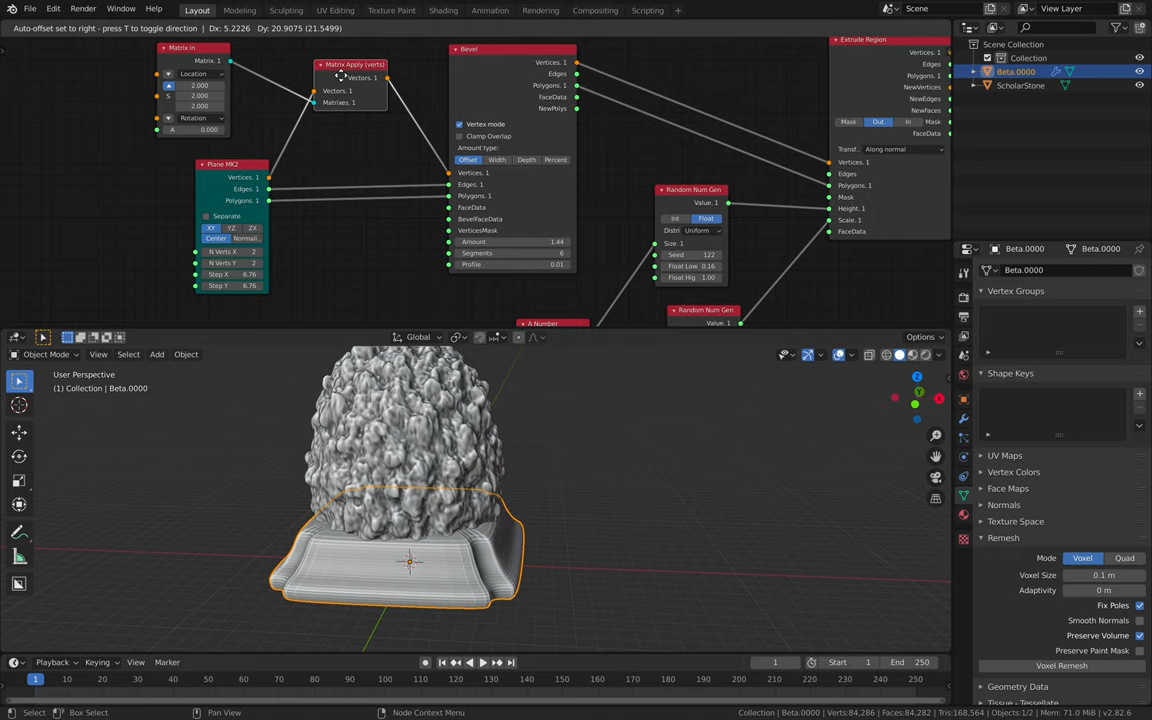 File Edit Render Window Help Layout Modeling Sculpting UV Editing Texture Paint Shading Animation Rendering Compositing Scripting + Scene View Layer
Auto-offset set to right - press T to toggle direction Dx: 5.2226 Dy: 20.9075 (21.5499)
Matrix in
Matrix. 1
Location
2.000
S 2.000
2.000
Rotation
A 0.000
Matrix Apply (verts)
Vectors. 1
Vectors. 1
Matrixes. 1
Plane MK2
Vertices. 1
Edges. 1
Polygons. 1
Separate
XY YZ ZX
Center Normali..
N Verts X 2
N Verts Y 2
Step X 6.76
Step Y 6.76
Bevel
Vertices. 1
Edges
Polygons. 1
FaceData
NewPolys
Vertex mode
Clamp Overlap
Amount type:
Offset Width Depth Percent
Vertices. 1
Edges. 1
Polygons. 1
FaceData
BevelFaceData
VerticesMask
Amount 1.44
Segments 6
Profile 0.01
Random Num Gen
Value. 1
Int Float
Distri Uniform
Size. 1
Seed 122
Float Low 0.16
Float Hig 1.00
Random Num Gen
Value. 1
A Number
Extrude Region
Vertices. 1
Edges. 1
Polygons. 1
NewVertices
NewEdges
NewFaces
FaceData
Mask Out. In
Transf.. Along normal
Vertices. 1
Edges
Polygons. 1
Mask
Height. 1
Scale. 1
FaceData
Scene Collection
Collection
Beta.0000
ScholarStone
Global Options
Object Mode View Select Add Object
User Perspective
(1) Collection | Beta.0000
Z
Y
X
Beta.0000 Beta.0000
Beta.0000
Vertex Groups
Shape Keys
UV Maps
Vertex Colors
Face Maps
Normals
Texture Space
Remesh
Mode Voxel Quad
Voxel Size 0.1 m
Adaptivity 0 m
Fix Poles
Smooth Normals
Preserve Volume
Preserve Paint Mask
Voxel Remesh
Geometry Data
Playback Keying View Marker 1 Start 1 End 250
1 10 20 30 40 50 60 70 80 90 100 110 120 130 140 150 160 170 180 190 200 210 220 230 240 250
Select Box Select Pan View Node Context Menu Collection | Beta.0000 | Verts:84,286 | Faces:84,282 | Tris:168,564 | Objects:1/2 | Mem: 71.0 MiB | v2.82.6